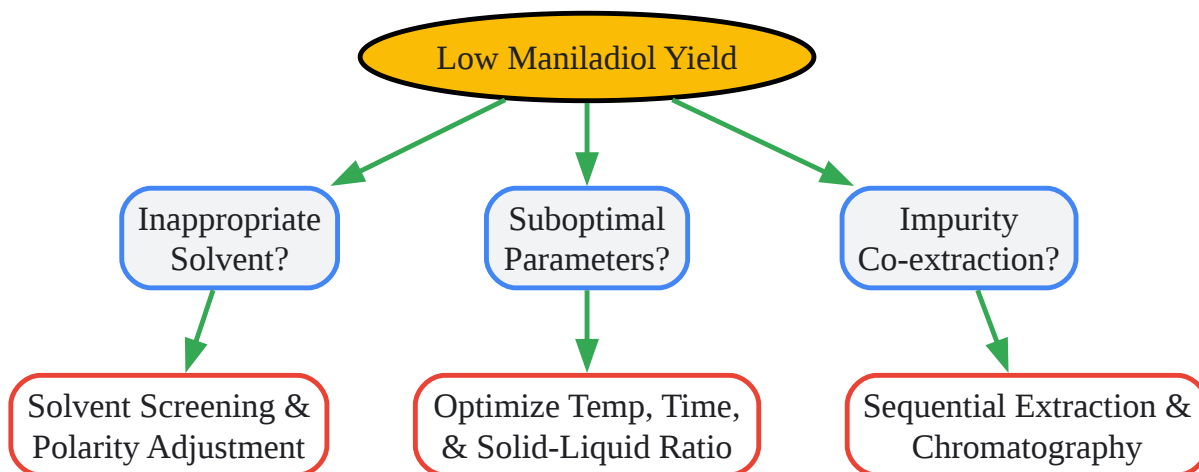 Low Maniladiol Yield
Inappropriate
Solvent?
Suboptimal
Parameters?
Impurity
Co-extraction?
Solvent Screening &
Polarity Adjustment
Optimize Temp, Time,
& Solid-Liquid Ratio
Sequential Extraction &
Chromatography